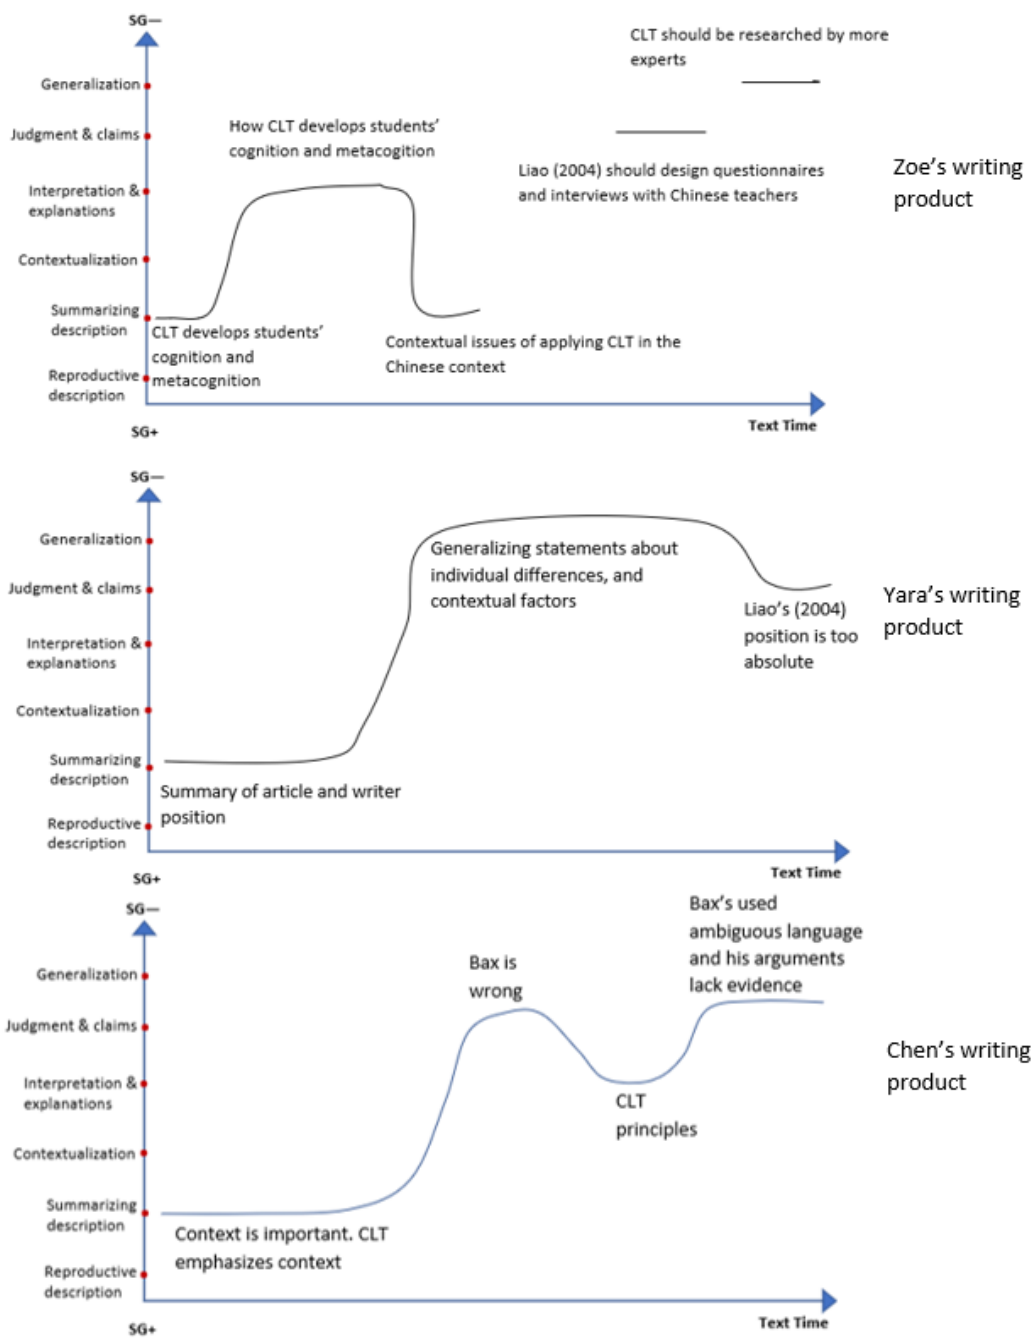 SG—
CLT should be researched by more
experts
Generalization
How CLT develops students’
cognition and metacogition
Judgment & claims
Liao (2004) should design questionnaires
and interviews with Chinese teachers
Zoe’s writing
product
Interpretation &
explanations
Contextualization
Summarizing
description
CLT develops students’
cognition and
metacognition
Contextual issues of applying CLT in the
Chinese context
Reproductive
description
Text Time
SG+
SG—
Generalization
Generalizing statements about
individual differences, and
contextual factors
Judgment & claims
Liao’s (2004)
position is too
absolute
Yara’s writing
product
Interpretation &
explanations
Contextualization
Summarizing
description
Summary of article and writer
position
Reproductive
description
Text Time
SG+
SG—
Bax’s used
ambiguous language
and his arguments
lack evidence
Generalization
Bax is
wrong
Judgment & claims
Chen’s writing
product
Interpretation &
explanations
CLT
principles
Contextualization
Summarizing
description
Context is important. CLT
emphasizes context
Reproductive
description
Text Time
SG+